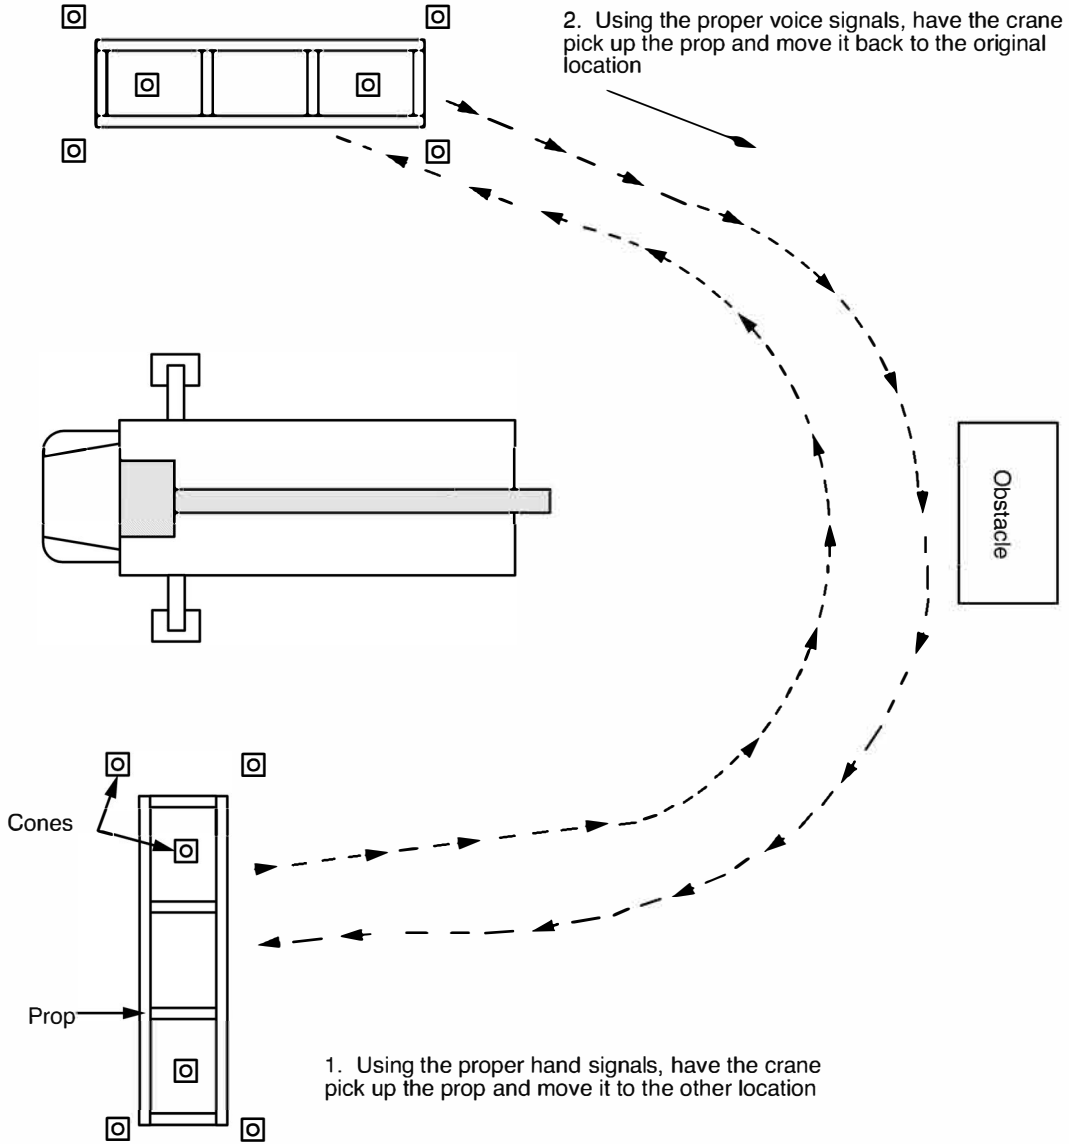 2.  Using the proper voice signals, have the crane
pick up the prop and move it back to the original
location
Obstacle
Cones
Prop
1.  Using the proper hand signals, have the crane
pick up the prop and move it to the other location